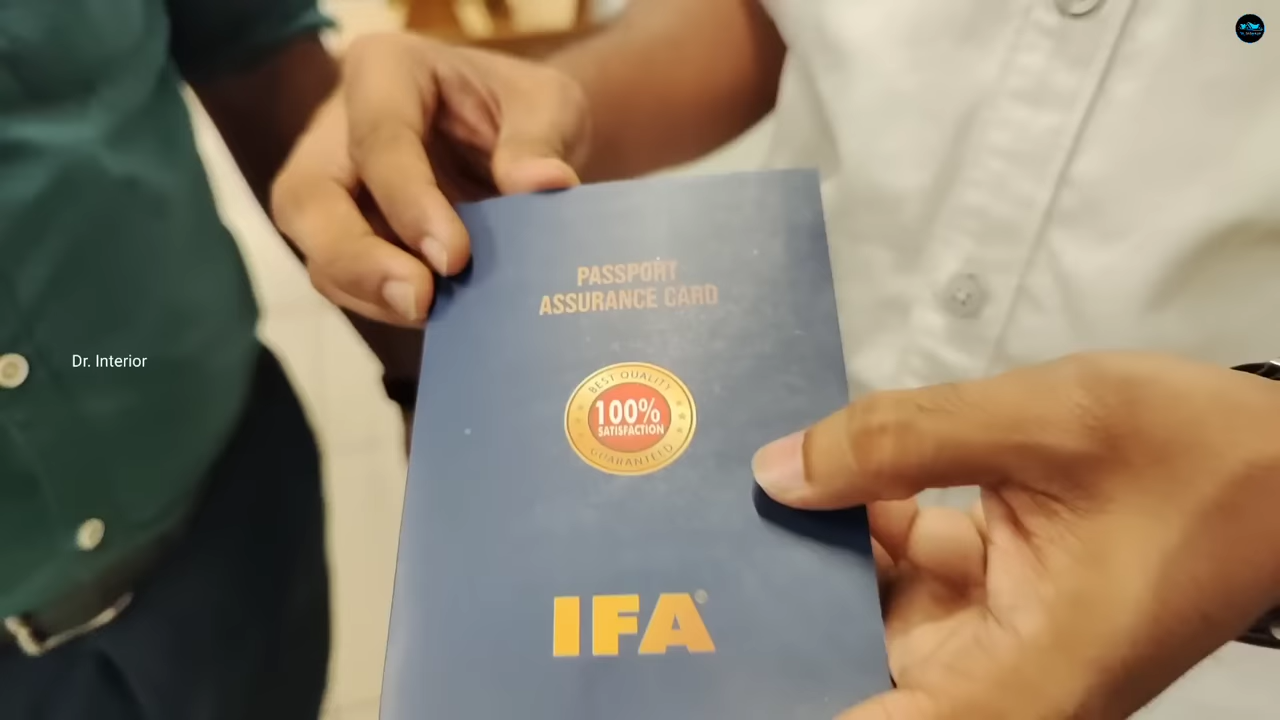 PASSPORT
ASSURANCE CARD
BEST QUALITY
100%
SATISFACTION
GUARANTEED
IFA®
Dr. Interior